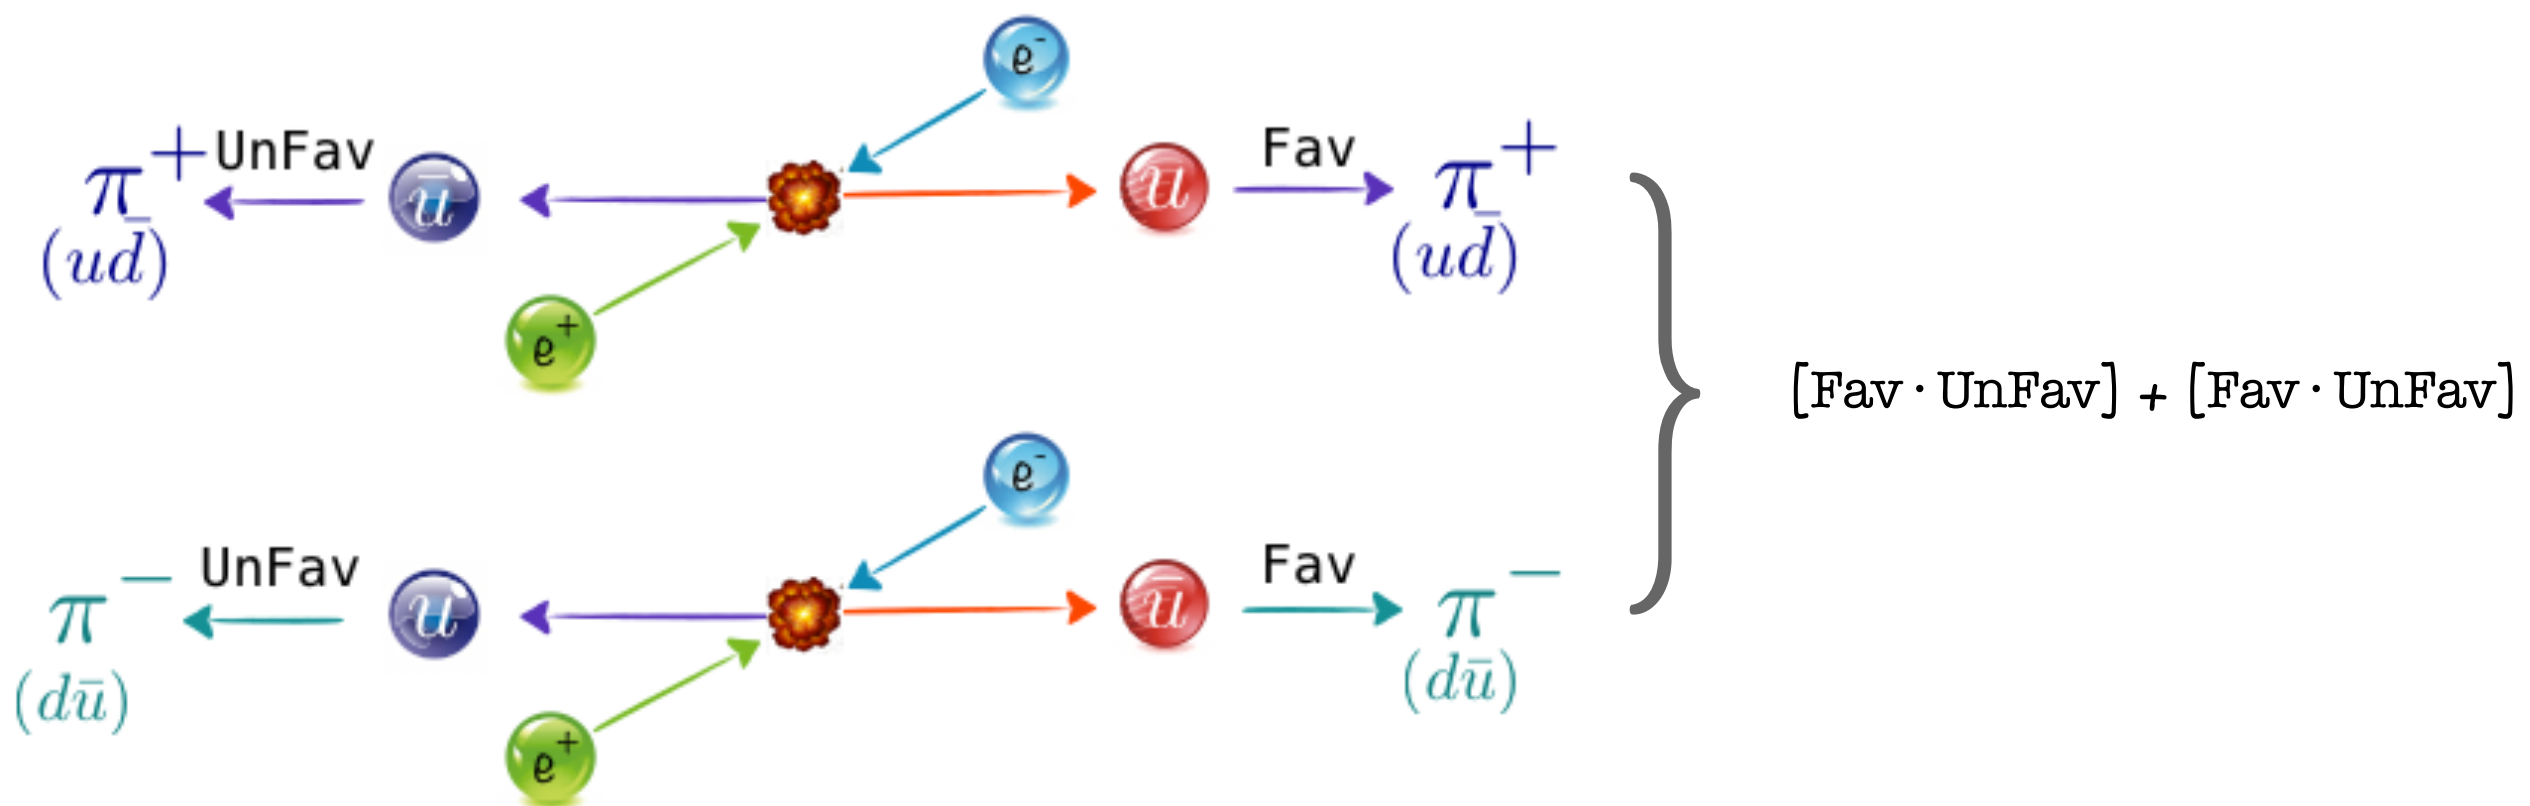 e⁻
π⁺ UnFav ū u Fav π⁺
(ud̄) (ud̄)
e⁺
[Fav · UnFav] + [Fav · UnFav]
e⁻
π⁻ UnFav u ū Fav π⁻
(dū) (dū)
e⁺